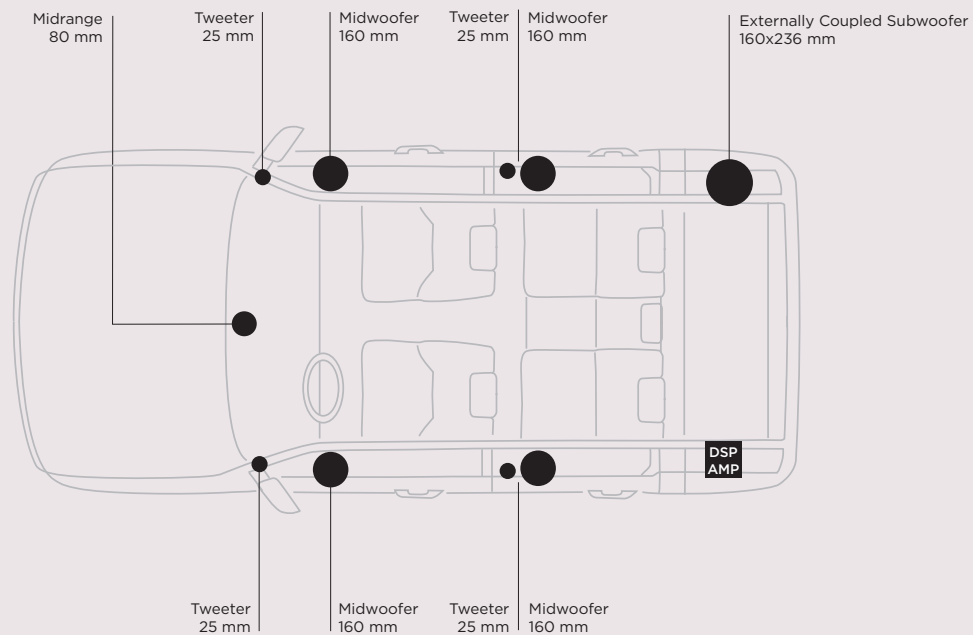 Midrange
80 mm
Tweeter
25 mm
Midwoofer
160 mm
Tweeter
25 mm
Midwoofer
160 mm
Externally Coupled Subwoofer
160x236 mm
DSP
AMP
Tweeter
25 mm
Midwoofer
160 mm
Tweeter
25 mm
Midwoofer
160 mm